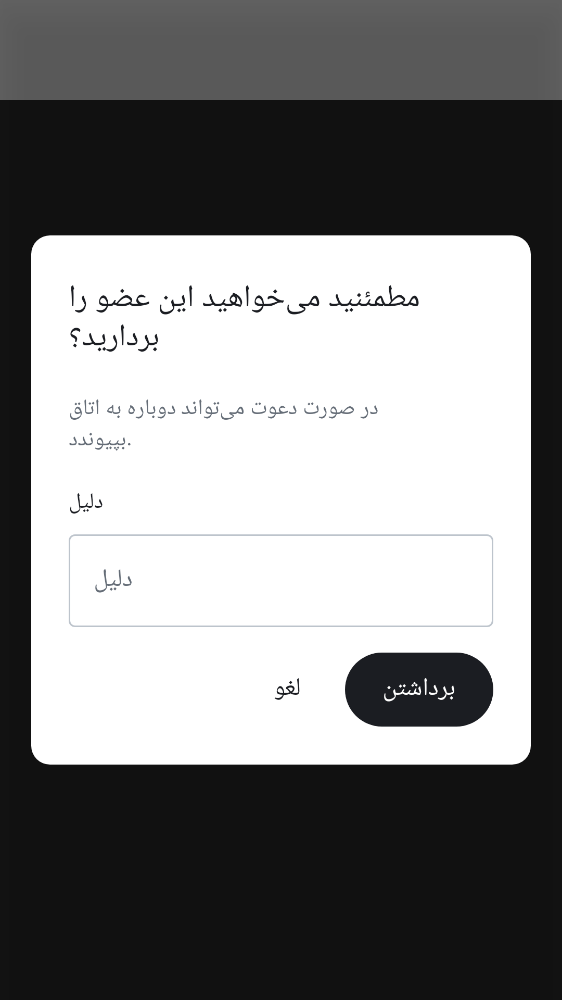 مطمئنید می‌خواهید این عضو را
بردارید؟
در صورت دعوت می‌تواند دوباره به اتاق
بپیوندد.
دلیل
دلیل
برداشتن
لغو